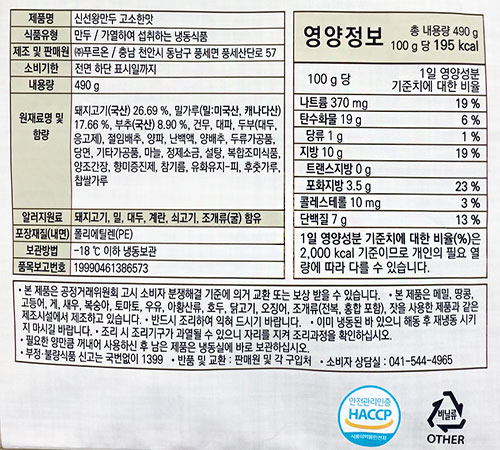 제품명 신선왕만두 고소한맛
식품유형 만두 / 가열하여 섭취하는 냉동식품
제조 및 판매원 ㈜푸르온 / 충남 천안시 동남구 풍세면 풍세산단로 57
소비기한 전면 하단 표시일까지
내용량 490 g
원재료명 및 함량
돼지고기(국산) 26.69 %, 밀가루(밀:미국산, 캐나다산)
17.66 %, 부추(국산) 8.90 %, 건무, 대파, 두부(대두,
응고제), 절임배추, 양파, 난백액, 양배추, 두류가공품,
당면, 기타가공품, 마늘, 정제소금, 설탕, 복합조미식품,
양조간장, 향미증진제, 참기름, 유화유지-피, 후춧가루,
찹쌀가루
알러지원료 돼지고기, 밀, 대두, 계란, 쇠고기, 조개류(굴) 함유
포장재질(내면) 폴리에틸렌(PE)
보관방법 -18 ℃ 이하 냉동보관
품목보고번호 19990461386573
영양정보 총 내용량 490 g
100 g 당 195 kcal
100 g 당 1일 영양성분
기준치에 대한 비율
나트륨 370 mg 19 %
탄수화물 19 g 6 %
당류 1 g 1 %
지방 10 g 19 %
트랜스지방 0 g
포화지방 3.5 g 23 %
콜레스테롤 10 mg 3 %
단백질 7 g 13 %
1일 영양성분 기준치에 대한 비율(%)은
2,000 kcal 기준이므로 개인의 필요 열
량에 따라 다를 수 있습니다.
• 본 제품은 공정거래위원회 고시 소비자 분쟁해결 기준에 의거 교환 또는 보상 받을 수 있습니다. • 본 제품은 메밀, 땅콩,
고등어, 게, 새우, 복숭아, 토마토, 우유, 아황산류, 호두, 닭고기, 오징어, 조개류(전복, 홍합 포함), 잣을 사용한 제품과 같은
제조시설에서 제조하고 있습니다. • 반드시 조리하여 익혀 드시기 바랍니다. • 이미 냉동된 바 있으니 해동 후 재냉동 시키
지 마시길 바랍니다. • 조리 시 조리기구가 과열될 수 있으니 자리를 지켜 조리과정을 확인하십시오.
• 필요한 양만큼 꺼내어 사용하신 후 남은 제품은 냉동실에 바로 보관하십시오.
• 부정·불량식품 신고는 국번없이 1399 • 반품 및 교환 : 판매원 및 각 구입처 • 소비자 상담실 : 041-544-4965
안전관리인증
HACCP
식품의약품안전처
비닐류
OTHER